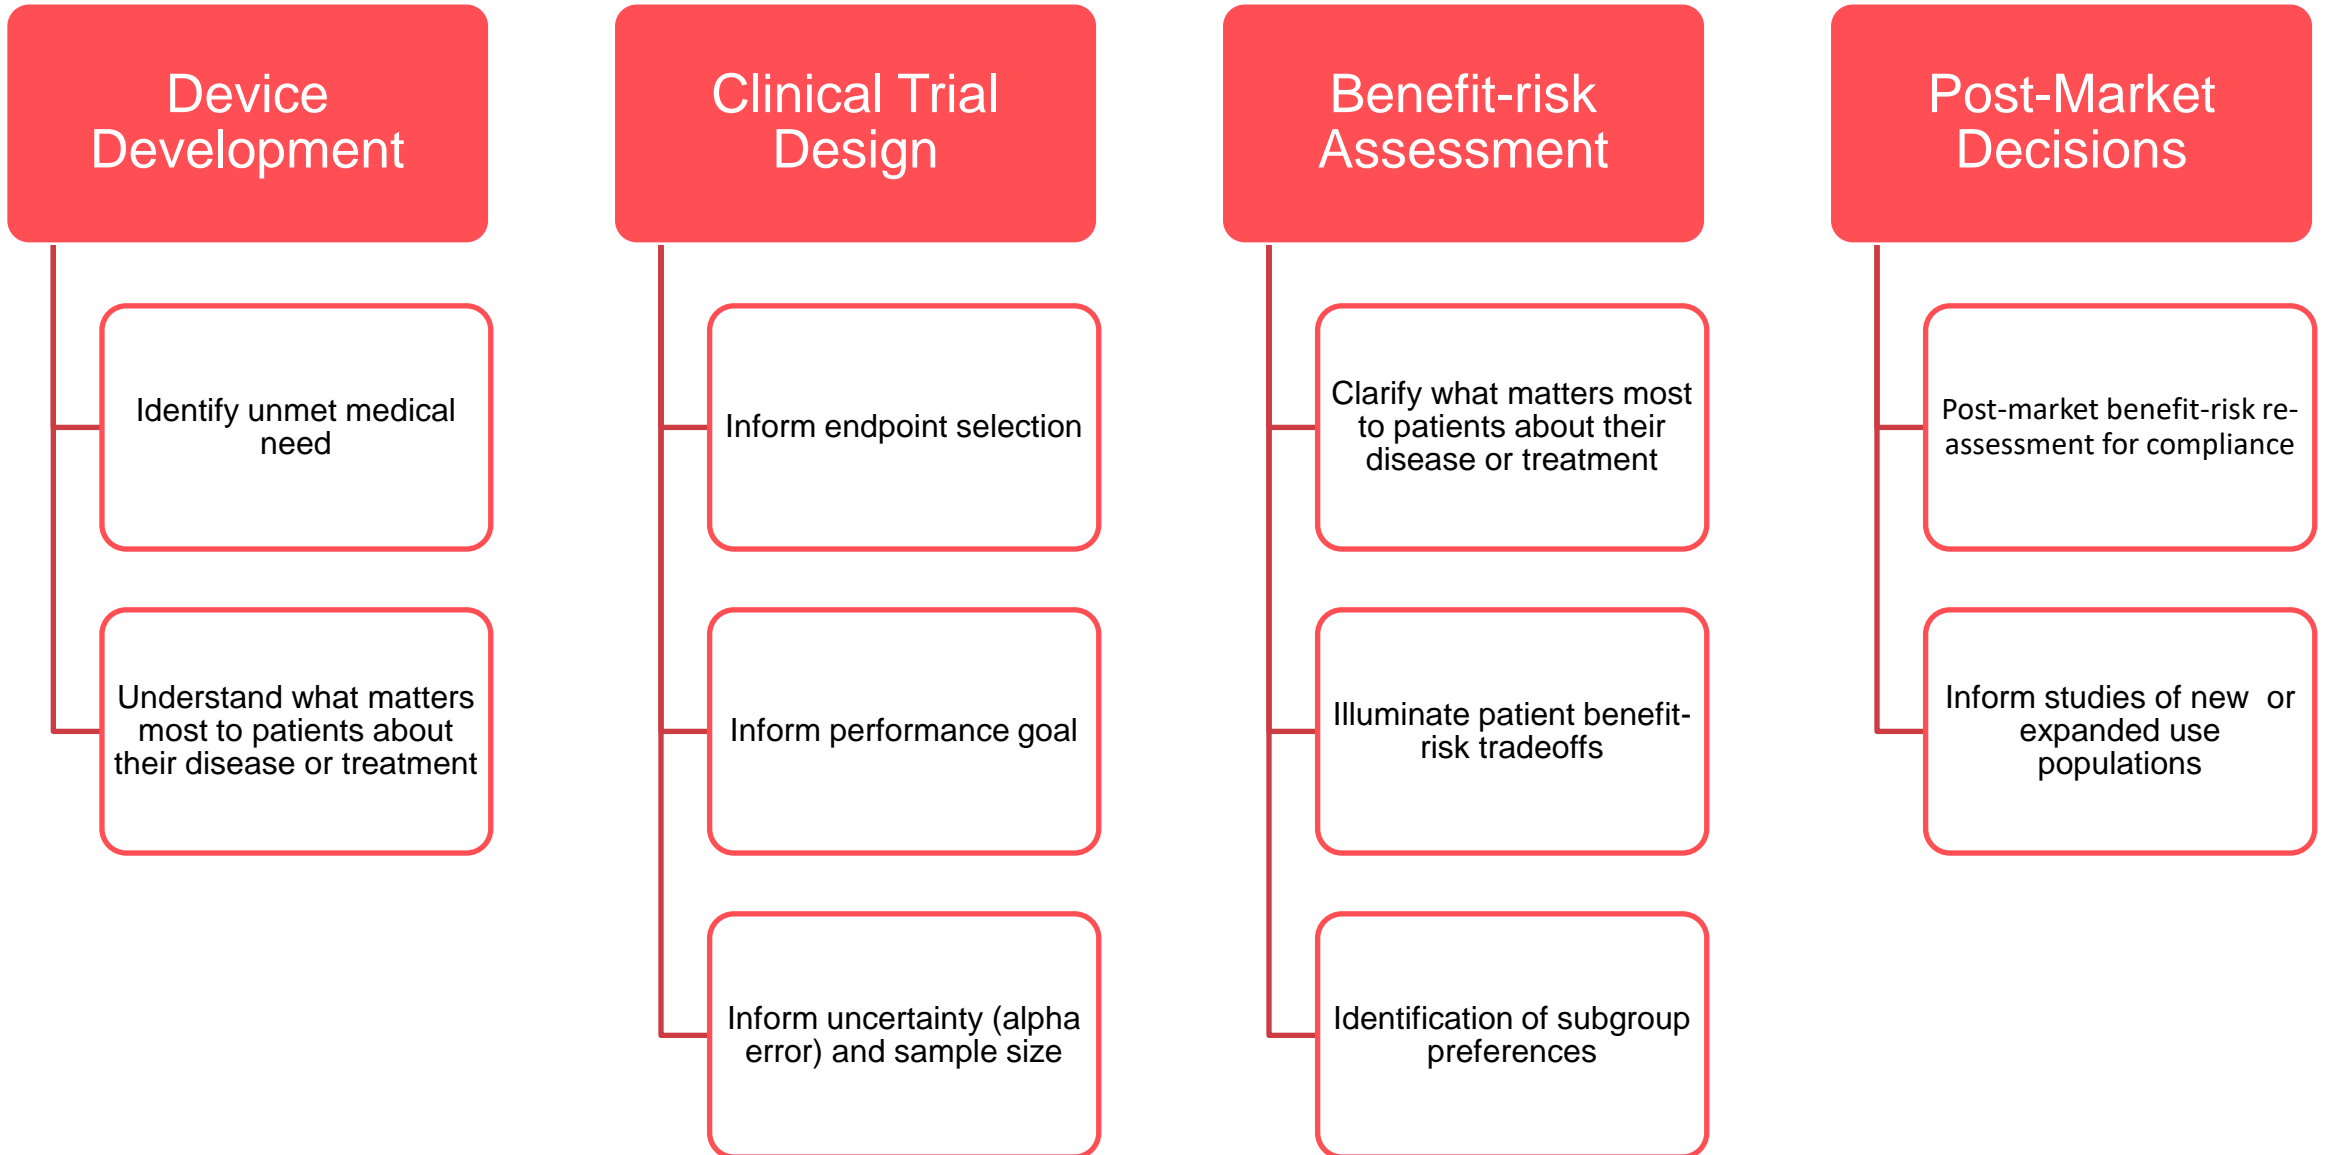 Device
Development
Identify unmet medical
need
Understand what matters
most to patients about
their disease or treatment
Clinical Trial
Design
Inform endpoint selection
Inform performance goal
Inform uncertainty (alpha
error) and sample size
Benefit-risk
Assessment
Clarify what matters most
to patients about their
disease or treatment
Illuminate patient benefit-
risk tradeoffs
Identification of subgroup
preferences
Post-Market
Decisions
Post-market benefit-risk re-
assessment for compliance
Inform studies of new  or
expanded use
populations